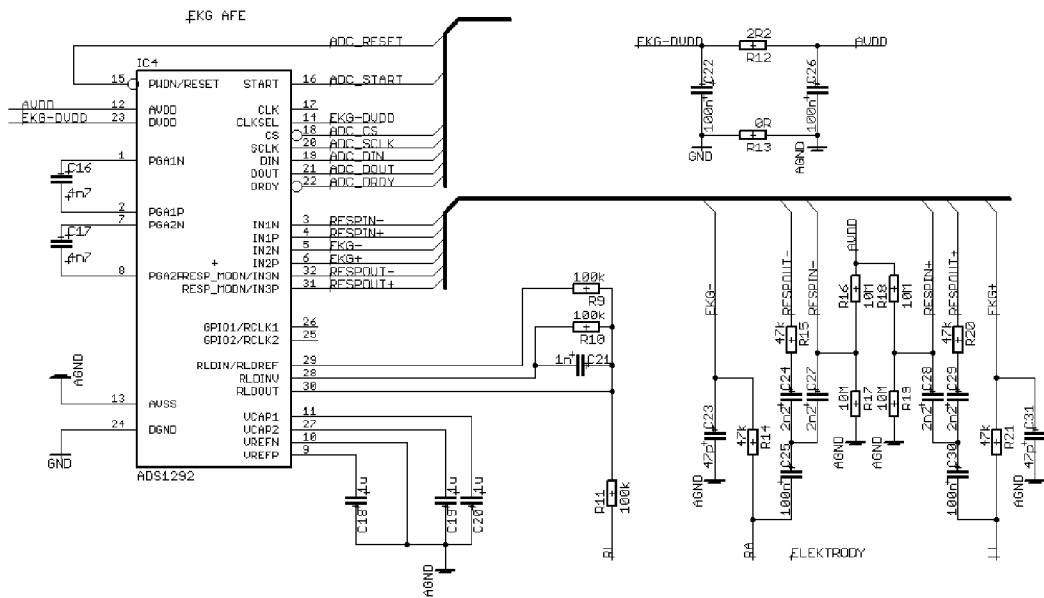 EKG AFE
ADC_RESET
IC4
15 PWDN/RESET START 16 ADC_START
AVDD 12 AVDD CLK 17
EKG-DVDD 23 DVDD CLKSEL 14 EKG-DVDD
CS 18 ADC_CS
SCLK 20 ADC_SCLK
1 PGA1N DIN 19 ADC_DIN
DOUT 21 ADC_DOUT
DRDY 22 ADC_DRDY
C16
4n7
2 PGA1P
7 PGA2N IN1N 3 RESPIN-
IN1P 4 RESPIN+
C17
4n7
IN2N 5 EKG-
IN2P 6 EKG+
8 PGA2P RESP_MODN/IN3N 32 RESPOUT-
RESP_MODN/IN3P 31 RESPOUT+
GPIO1/RCLK1 26
GPIO2/RCLK2 25
RLDIN/RLDREF 29
RLDINV 28
RLDOUT 30
AGND
13 AVSS
VCAP1 11
24 DGND VCAP2 27
VREFN 10
VREFP 9
GND
ADS1292
1u C18
1u C19
1u C20
AGND
100k
R9
100k
R10
1n C21
R11
100k
RL
EKG-DVDD 2R2 AVDD
R12
C22
100n
C26
100n
0R
R13
GND
AGND
EKG-
RESPOUT-
RESPIN-
AVDD
RESPIN+
RESPOUT+
EKG+
R16
10M
R18
10M
47k
R15
47k
R20
C24
2n2
C27
2n2
10M
R17
10M
R19
C28
2n2
C29
2n2
C23
47p
AGND
47k
R14
C25
100n
AGND
AGND
C30
100n
47k
R21
C31
47p
AGND
RA
ELEKTRODY